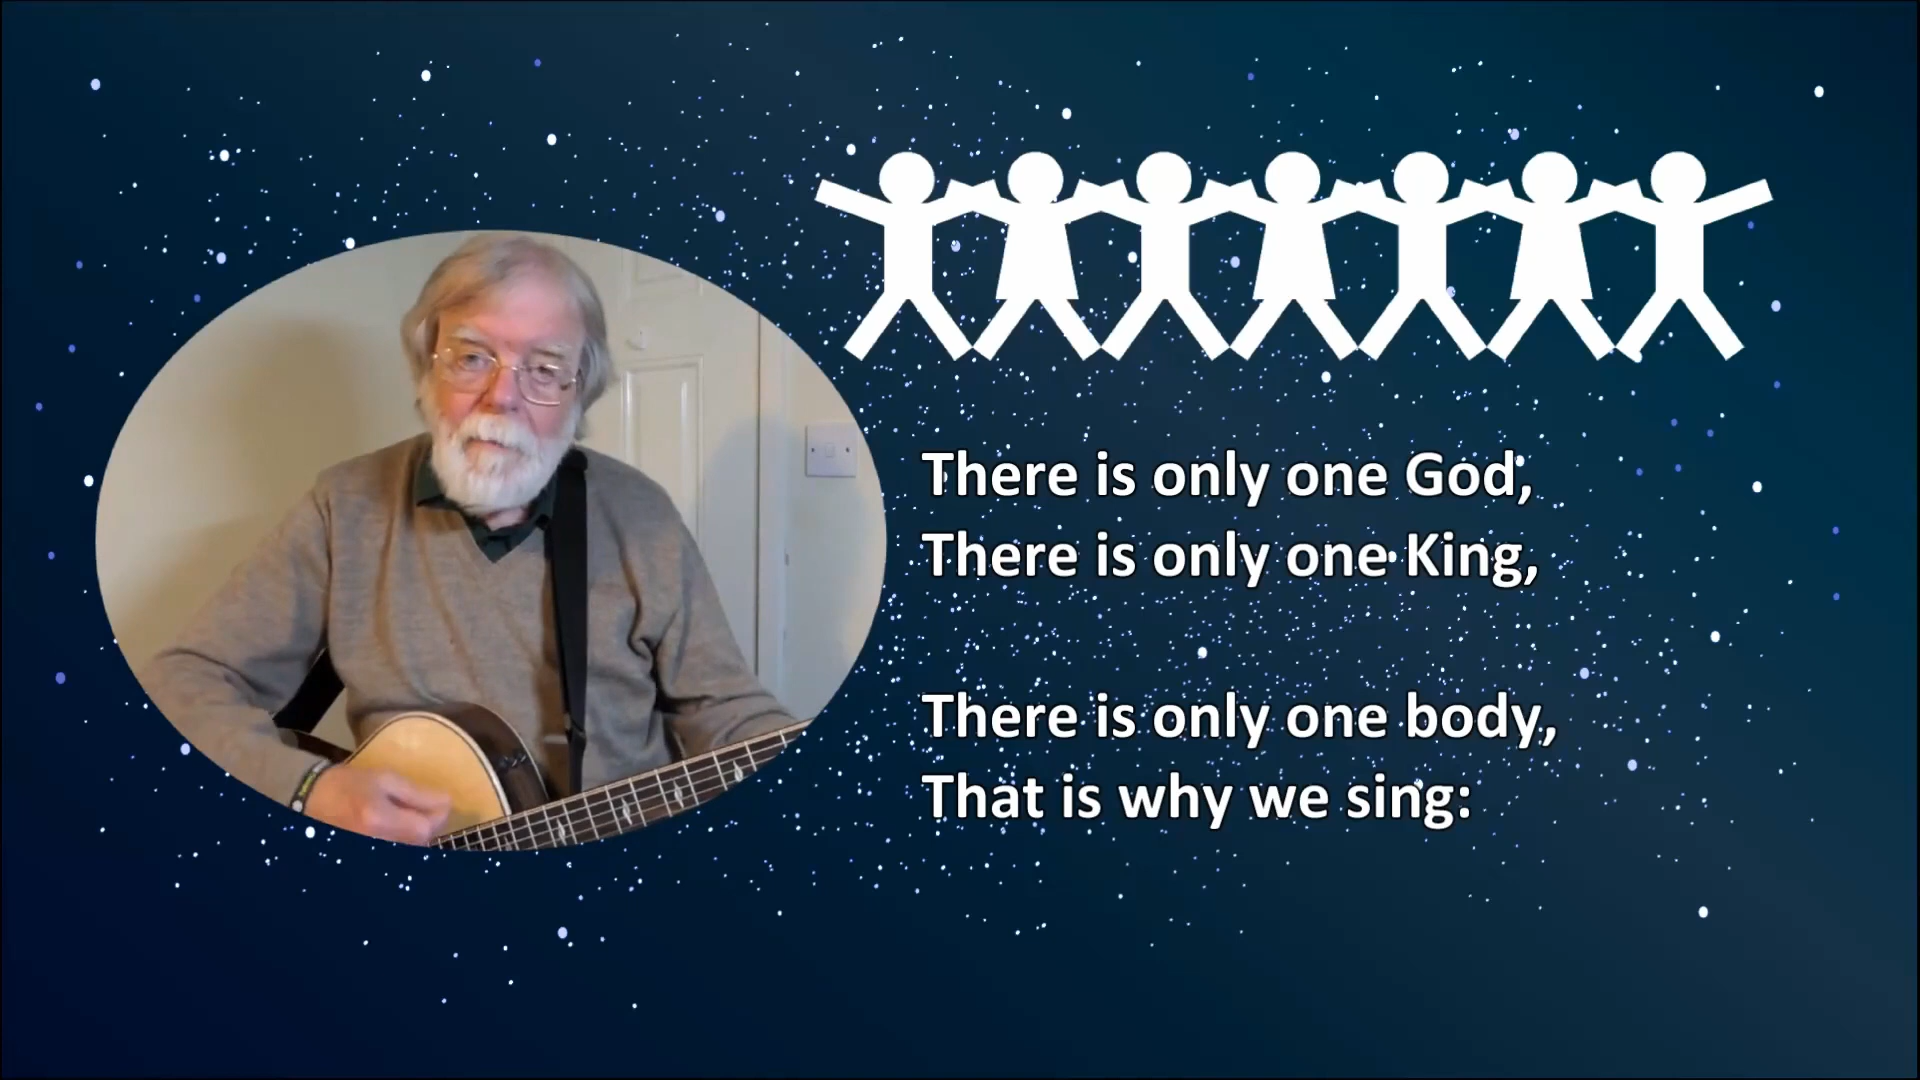 There is only one God,
There is only one King,
There is only one body,
That is why we sing: